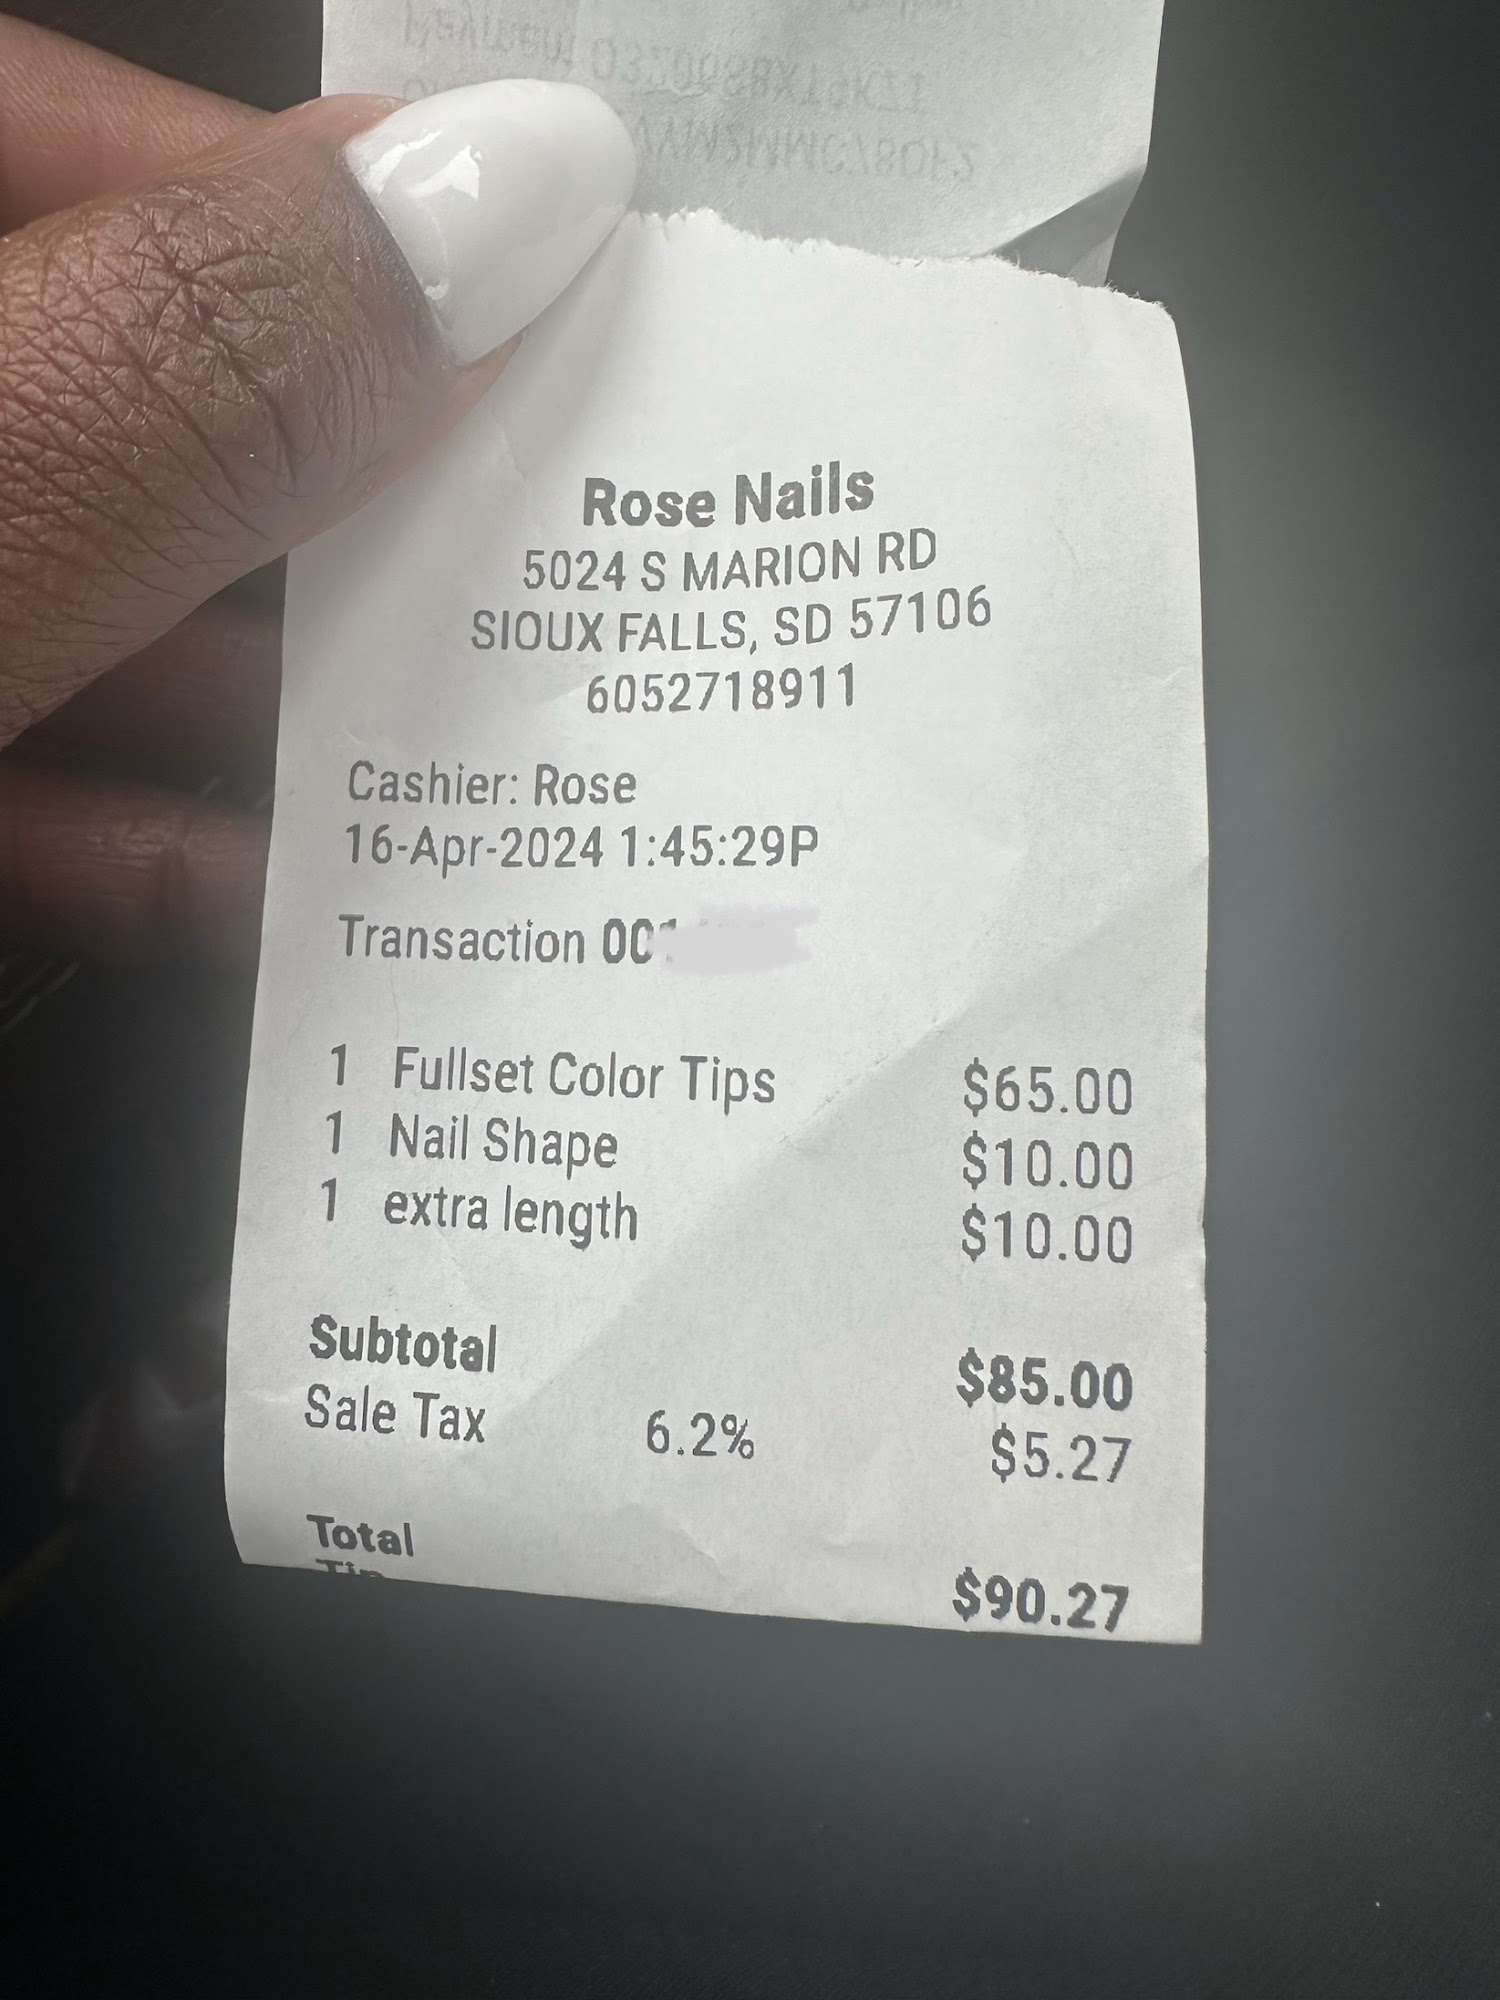 Rose Nails
5024 S MARION RD
SIOUX FALLS, SD 57106
6052718911
Cashier: Rose
16-Apr-2024 1:45:29P
Transaction
1 Fullset Color Tips $65.00
1 Nail Shape $10.00
1 extra length $10.00
Subtotal $85.00
Sale Tax 6.2% $5.27
Total $90.27